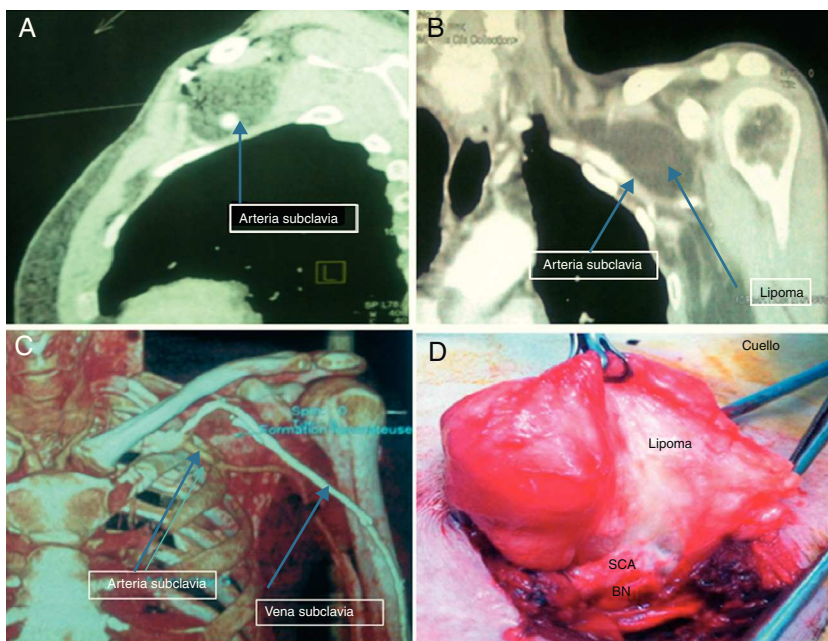 A
Arteria subclavia
L
B
Arteria subclavia
Lipoma
C
Arteria subclavia
Vena subclavia
D
Cuello
Lipoma
SCA
BN